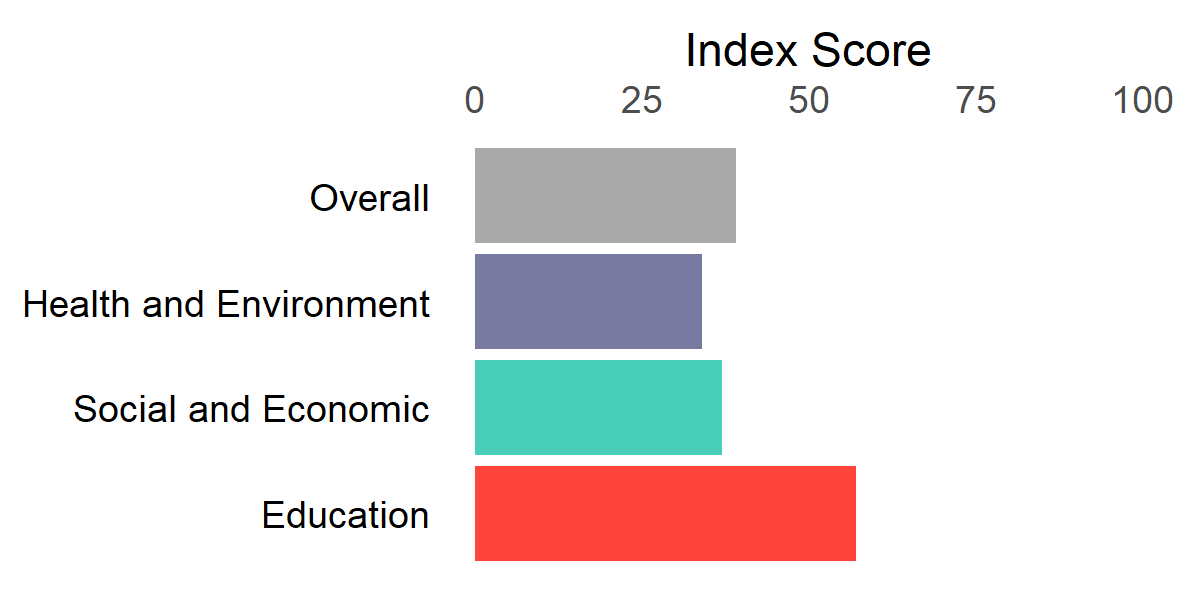 Index Score
0 25 50 75 100
Overall
Health and Environment
Social and Economic
Education